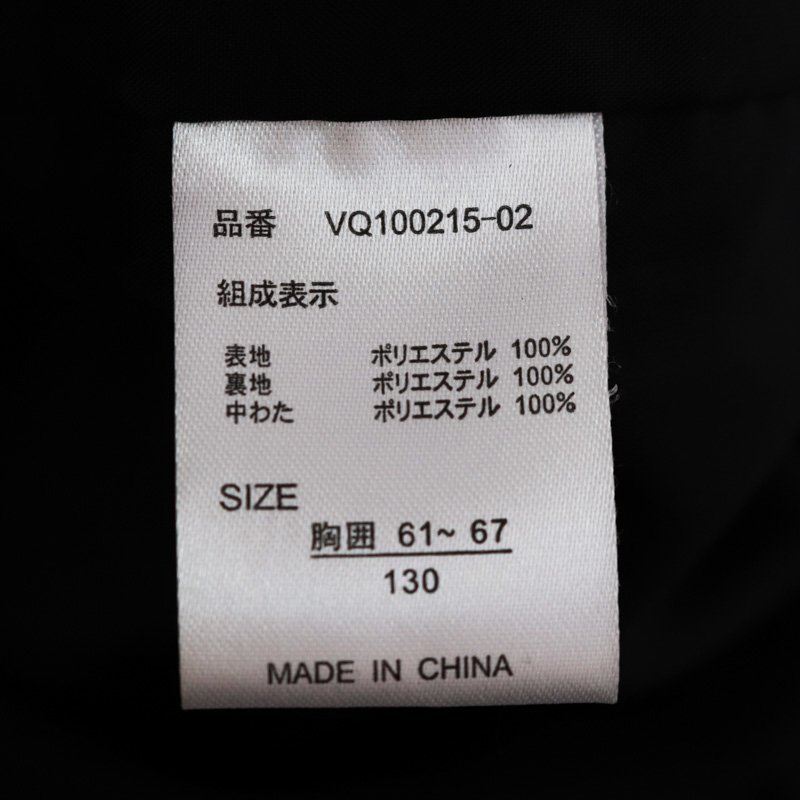 品番 VQ100215-02
組成表示
表地 ポリエステル 100%
裏地 ポリエステル 100%
中わた ポリエステル 100%
SIZE
胸囲 61~ 67
130
MADE IN CHINA